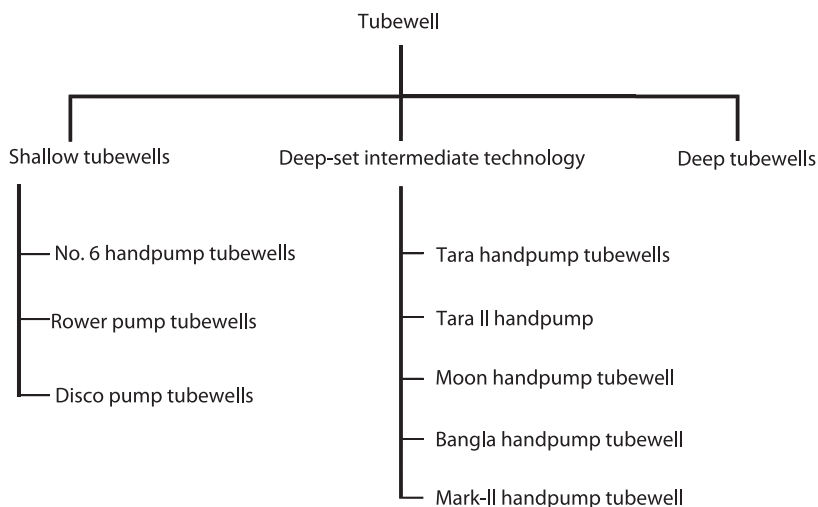 Tubewell
Shallow tubewells
Deep-set intermediate technology
Deep tubewells
No. 6 handpump tubewells
Rower pump tubewells
Disco pump tubewells
Tara handpump tubewells
Tara II handpump
Moon handpump tubewell
Bangla handpump tubewell
Mark-II handpump tubewell